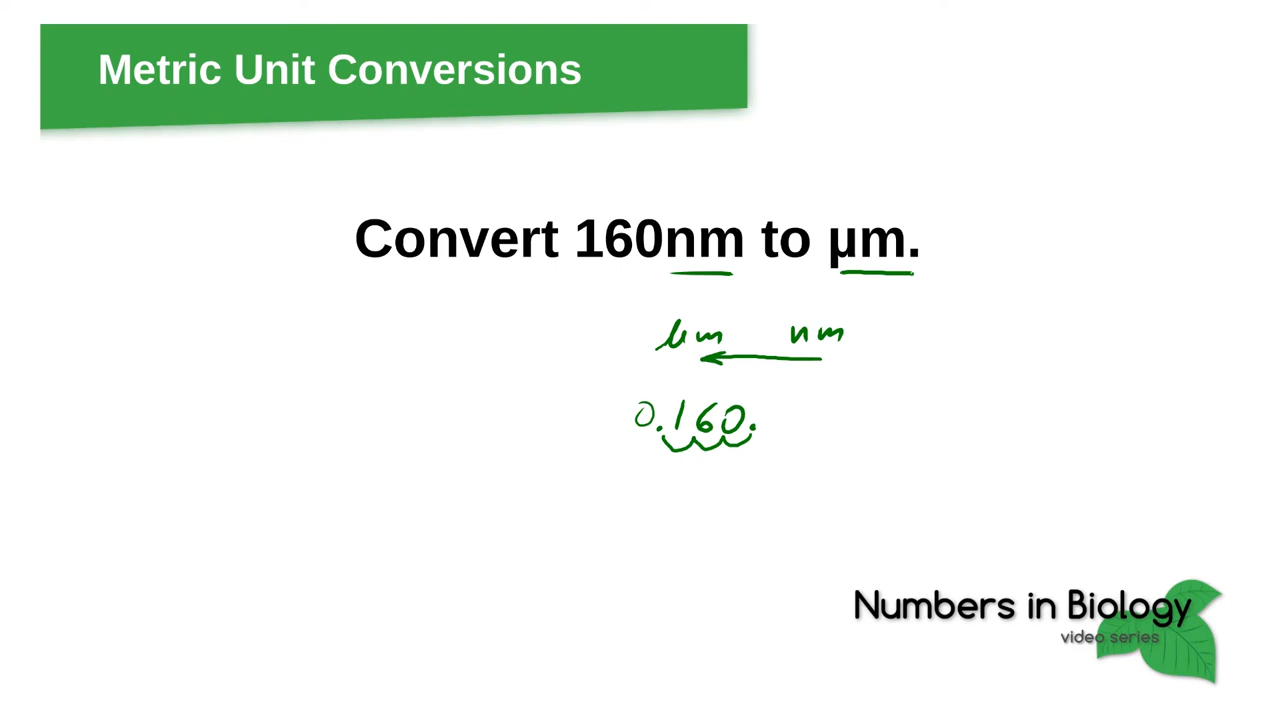 Metric Unit Conversions
Convert 160nm to µm.
µm nm
0.160.
Numbers in Biology
video series